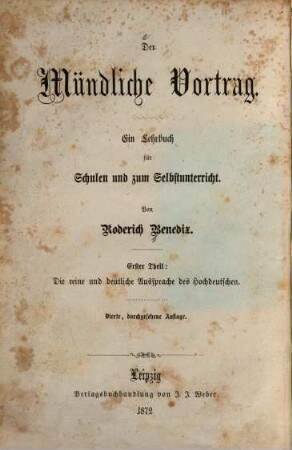 Der
Mündliche Vortrag.
Ein Lehrbuch
für
Schulen und zum Selbstunterricht.
Von
Roderich Benedix.
Erster Theil:
Die reine und deutliche Aussprache des Hochdeutschen.
Vierte, durchgesehene Auflage.
Leipzig
Verlagsbuchhandlung von J. J. Weber
1872